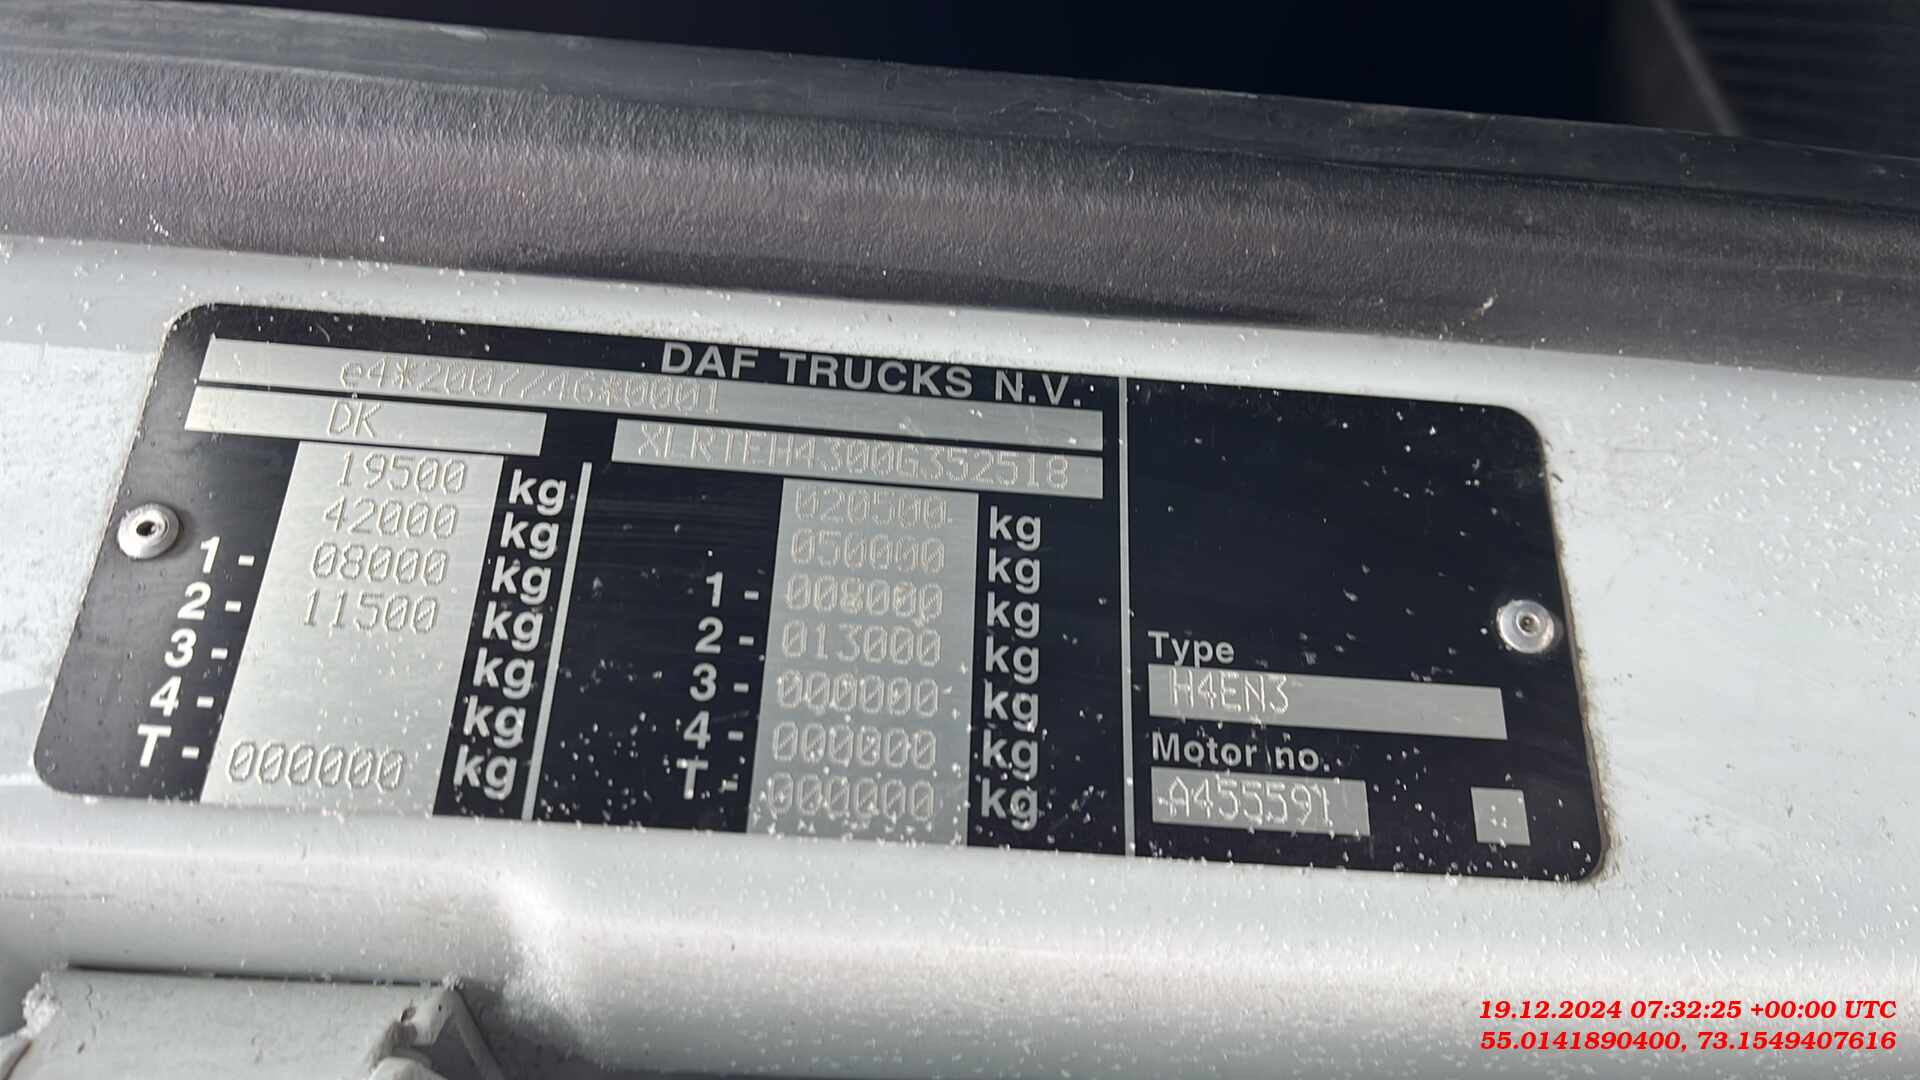 DAF TRUCKS N.V.
e4*2007/46*0001
DK
XLRTEH4300G352518
19500 kg
42000 kg
1 - 08000 kg
2 - 11500 kg
3 - kg
4 - kg
T - 000000 kg
020500 kg
050000 kg
1 - 008000 kg
2 - 013000 kg
3 - 000000 kg
4 - 000000 kg
T - 000000 kg
Type
H4EN3
Motor no.
A455591
19.12.2024 07:32:25 +00:00 UTC
55.0141890400, 73.1549407616